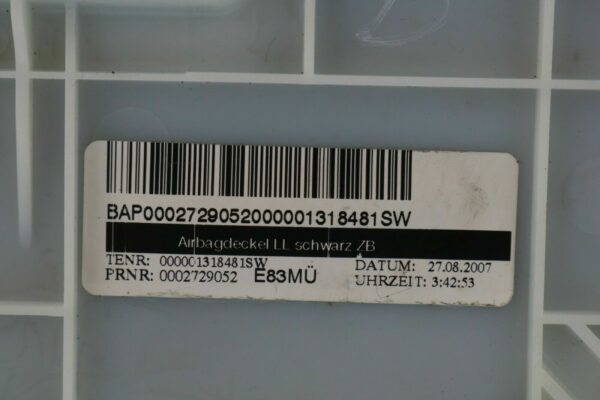 BAP0002729052000001318481SW
Airbagdeckel LL schwarz ZB
TENR: 000001318481SW
PRNR: 0002729052 E83MÜ
DATUM: 27.08.2007
UHRZEIT: 3:42:53